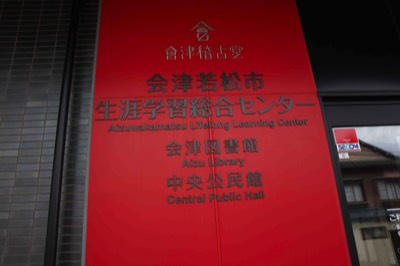 會津稽古堂
会津若松市
生涯学習総合センター
Aizuwakamatsu Lifelong Learning Center
会津図書館
Aizu Library
中央公民館
Central Public Hall